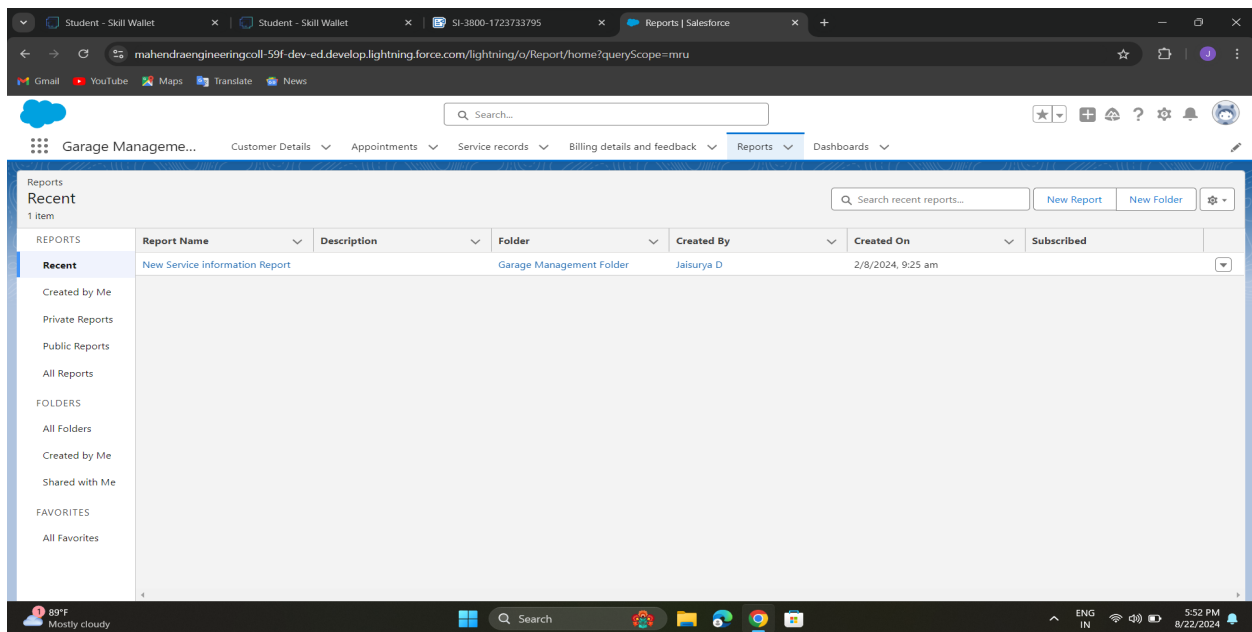 Student - Skill Wallet
Student - Skill Wallet
SI-3800-1723733795
Reports | Salesforce
mahendraengineeringcoll-59f-dev-ed.develop.lightning.force.com/lightning/o/Report/home?queryScope=mru
J
Gmail YouTube Maps Translate News
Search...
Garage Manageme... Customer Details Appointments Service records Billing details and feedback Reports Dashboards
Reports
Recent
1 item
Search recent reports...
New Report New Folder
REPORTS
Report Name Description Folder Created By Created On Subscribed
Recent
New Service information Report Garage Management Folder Jaisurya D 2/8/2024, 9:25 am
Created by Me
Private Reports
Public Reports
All Reports
FOLDERS
All Folders
Created by Me
Shared with Me
FAVORITES
All Favorites
1
89°F
Mostly cloudy
Search
ENG
IN
5:52 PM
8/22/2024